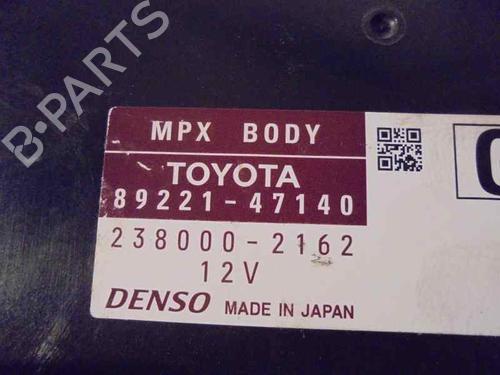 B-PARTS
MPX BODY
TOYOTA
89221-47140
238000-2162
12V
DENSO MADE IN JAPAN